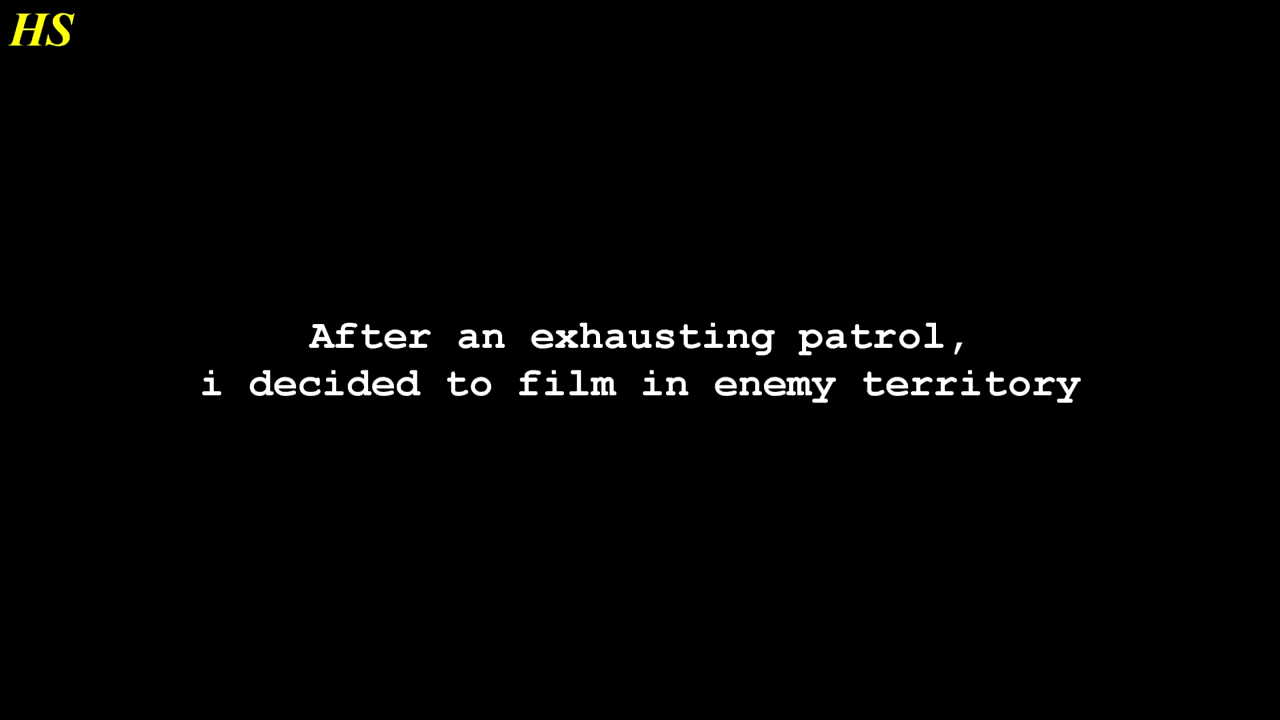 HS
After an exhausting patrol,
i decided to film in enemy territory